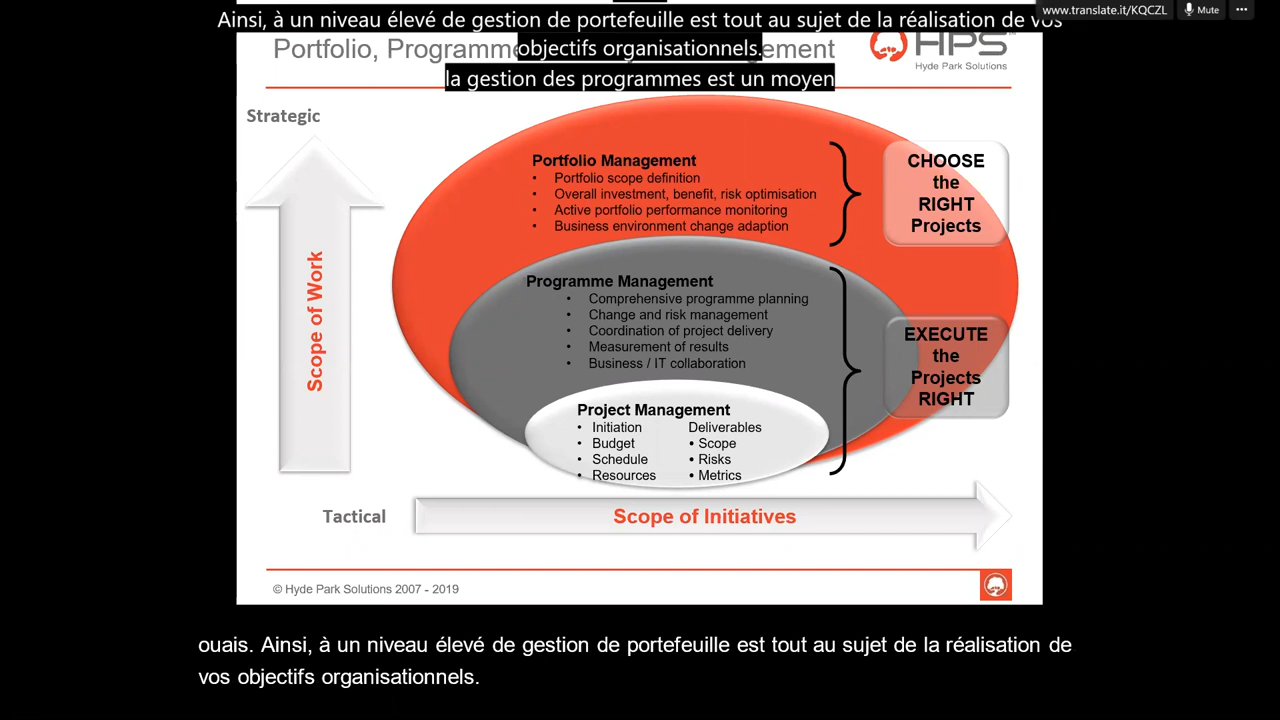 www.translate.it/KQCZL Mute
Ainsi, à un niveau élevé de gestion de portefeuille est tout au sujet de la réalisation de vos
objectifs organisationnels.
la gestion des programmes est un moyen
Portfolio, Programme
ement
HPS
Hyde Park Solutions
Strategic
Scope of Work
Portfolio Management
• Portfolio scope definition
• Overall investment, benefit, risk optimisation
• Active portfolio performance monitoring
• Business environment change adaption
CHOOSE
the
RIGHT
Projects
Programme Management
• Comprehensive programme planning
• Change and risk management
• Coordination of project delivery
• Measurement of results
• Business / IT collaboration
EXECUTE
the
Projects
RIGHT
Project Management
• Initiation Deliverables
• Budget • Scope
• Schedule • Risks
• Resources • Metrics
Tactical
Scope of Initiatives
© Hyde Park Solutions 2007 - 2019
ouais. Ainsi, à un niveau élevé de gestion de portefeuille est tout au sujet de la réalisation de
vos objectifs organisationnels.